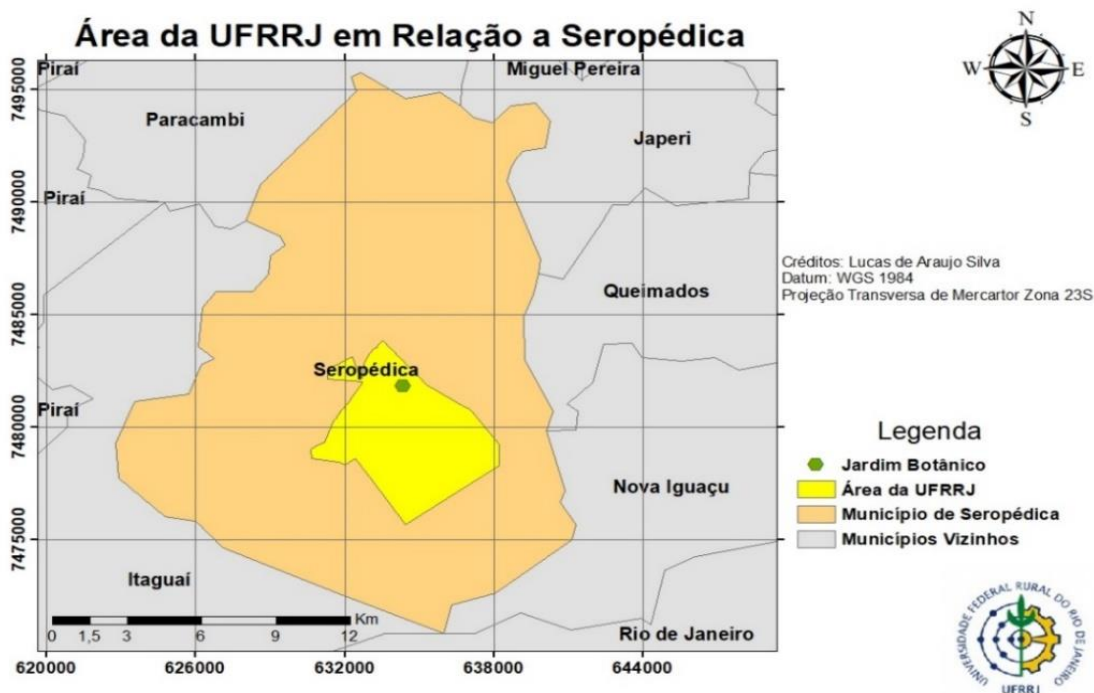 Área da UFRRJ em Relação a Seropédica
N
W E
S
Piraí
Miguel Pereira
Paracambi
Japeri
Piraí
Queimados
Seropédica
Piraí
Nova Iguaçu
Itaguaí
Rio de Janeiro
7495000
7490000
7485000
7480000
7475000
Km
0 1,5 3 6 9 12
620000 626000 632000 638000 644000
Créditos: Lucas de Araujo Silva
Datum: WGS 1984
Projeção Transversa de Mercartor Zona 23S
Legenda
Jardim Botânico
Área da UFRRJ
Município de Seropédica
Municípios Vizinhos
UNIVERSIDADE FEDERAL RURAL DO RIO DE JANEIRO
UFRRJ